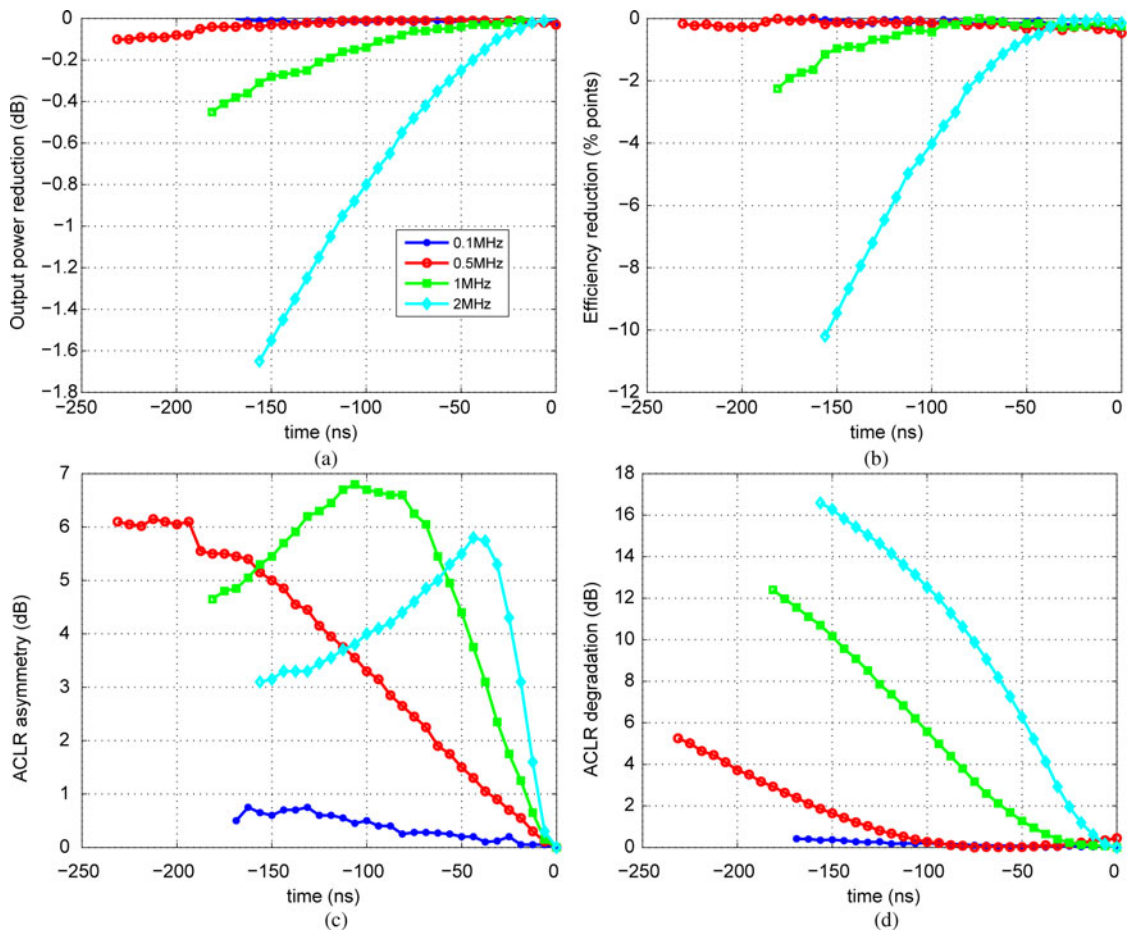 0
−0.2
−0.4
−0.6
−0.8
−1
−1.2
−1.4
−1.6
−1.8
Output power reduction (dB)
0.1MHz
0.5MHz
1MHz
2MHz
−250 −200 −150 −100 −50 0
time (ns)
(a)
0
−2
−4
−6
−8
−10
−12
Efficiency reduction (% points)
−250 −200 −150 −100 −50 0
time (ns)
(b)
7
6
5
4
3
2
1
0
ACLR asymmetry (dB)
−250 −200 −150 −100 −50 0
time (ns)
(c)
18
16
14
12
10
8
6
4
2
0
ACLR degradation (dB)
−250 −200 −150 −100 −50 0
time (ns)
(d)